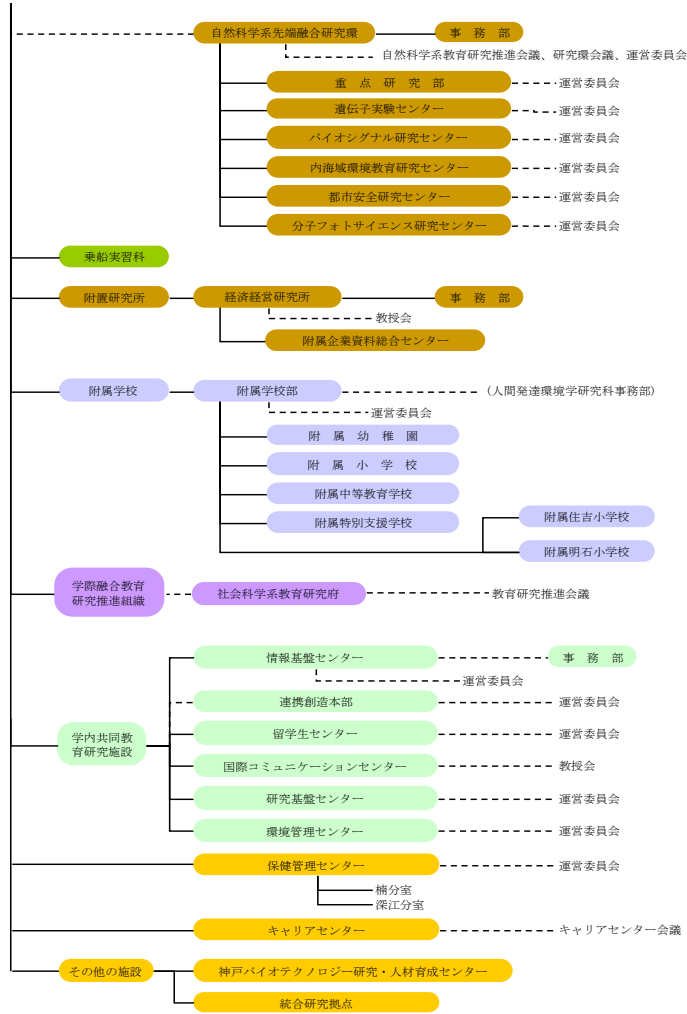 自然科学系先端融合研究環
事 務 部
自然科学系教育研究推進会議、研究環会議、運営委員会
重 点 研 究 部
運営委員会
遺伝子実験センター
運営委員会
バイオシグナル研究センター
運営委員会
内海域環境教育研究センター
運営委員会
都市安全研究センター
運営委員会
分子フォトサイエンス研究センター
運営委員会
乗船実習科
附置研究所
経済経営研究所
事 務 部
教授会
附属企業資料総合センター
附属学校
附属学校部
(人間発達環境学研究科事務部)
運営委員会
附 属 幼 稚 園
附 属 小 学 校
附属中等教育学校
附属特別支援学校
附属住吉小学校
附属明石小学校
学際融合教育
研究推進組織
社会科学系教育研究府
教育研究推進会議
情報基盤センター
事 務 部
運営委員会
連携創造本部
運営委員会
学内共同教
育研究施設
留学生センター
運営委員会
国際コミュニケーションセンター
教授会
研究基盤センター
運営委員会
環境管理センター
運営委員会
保健管理センター
運営委員会
楠分室
深江分室
キャリアセンター
キャリアセンター会議
その他の施設
神戸バイオテクノロジー研究・人材育成センター
統合研究拠点